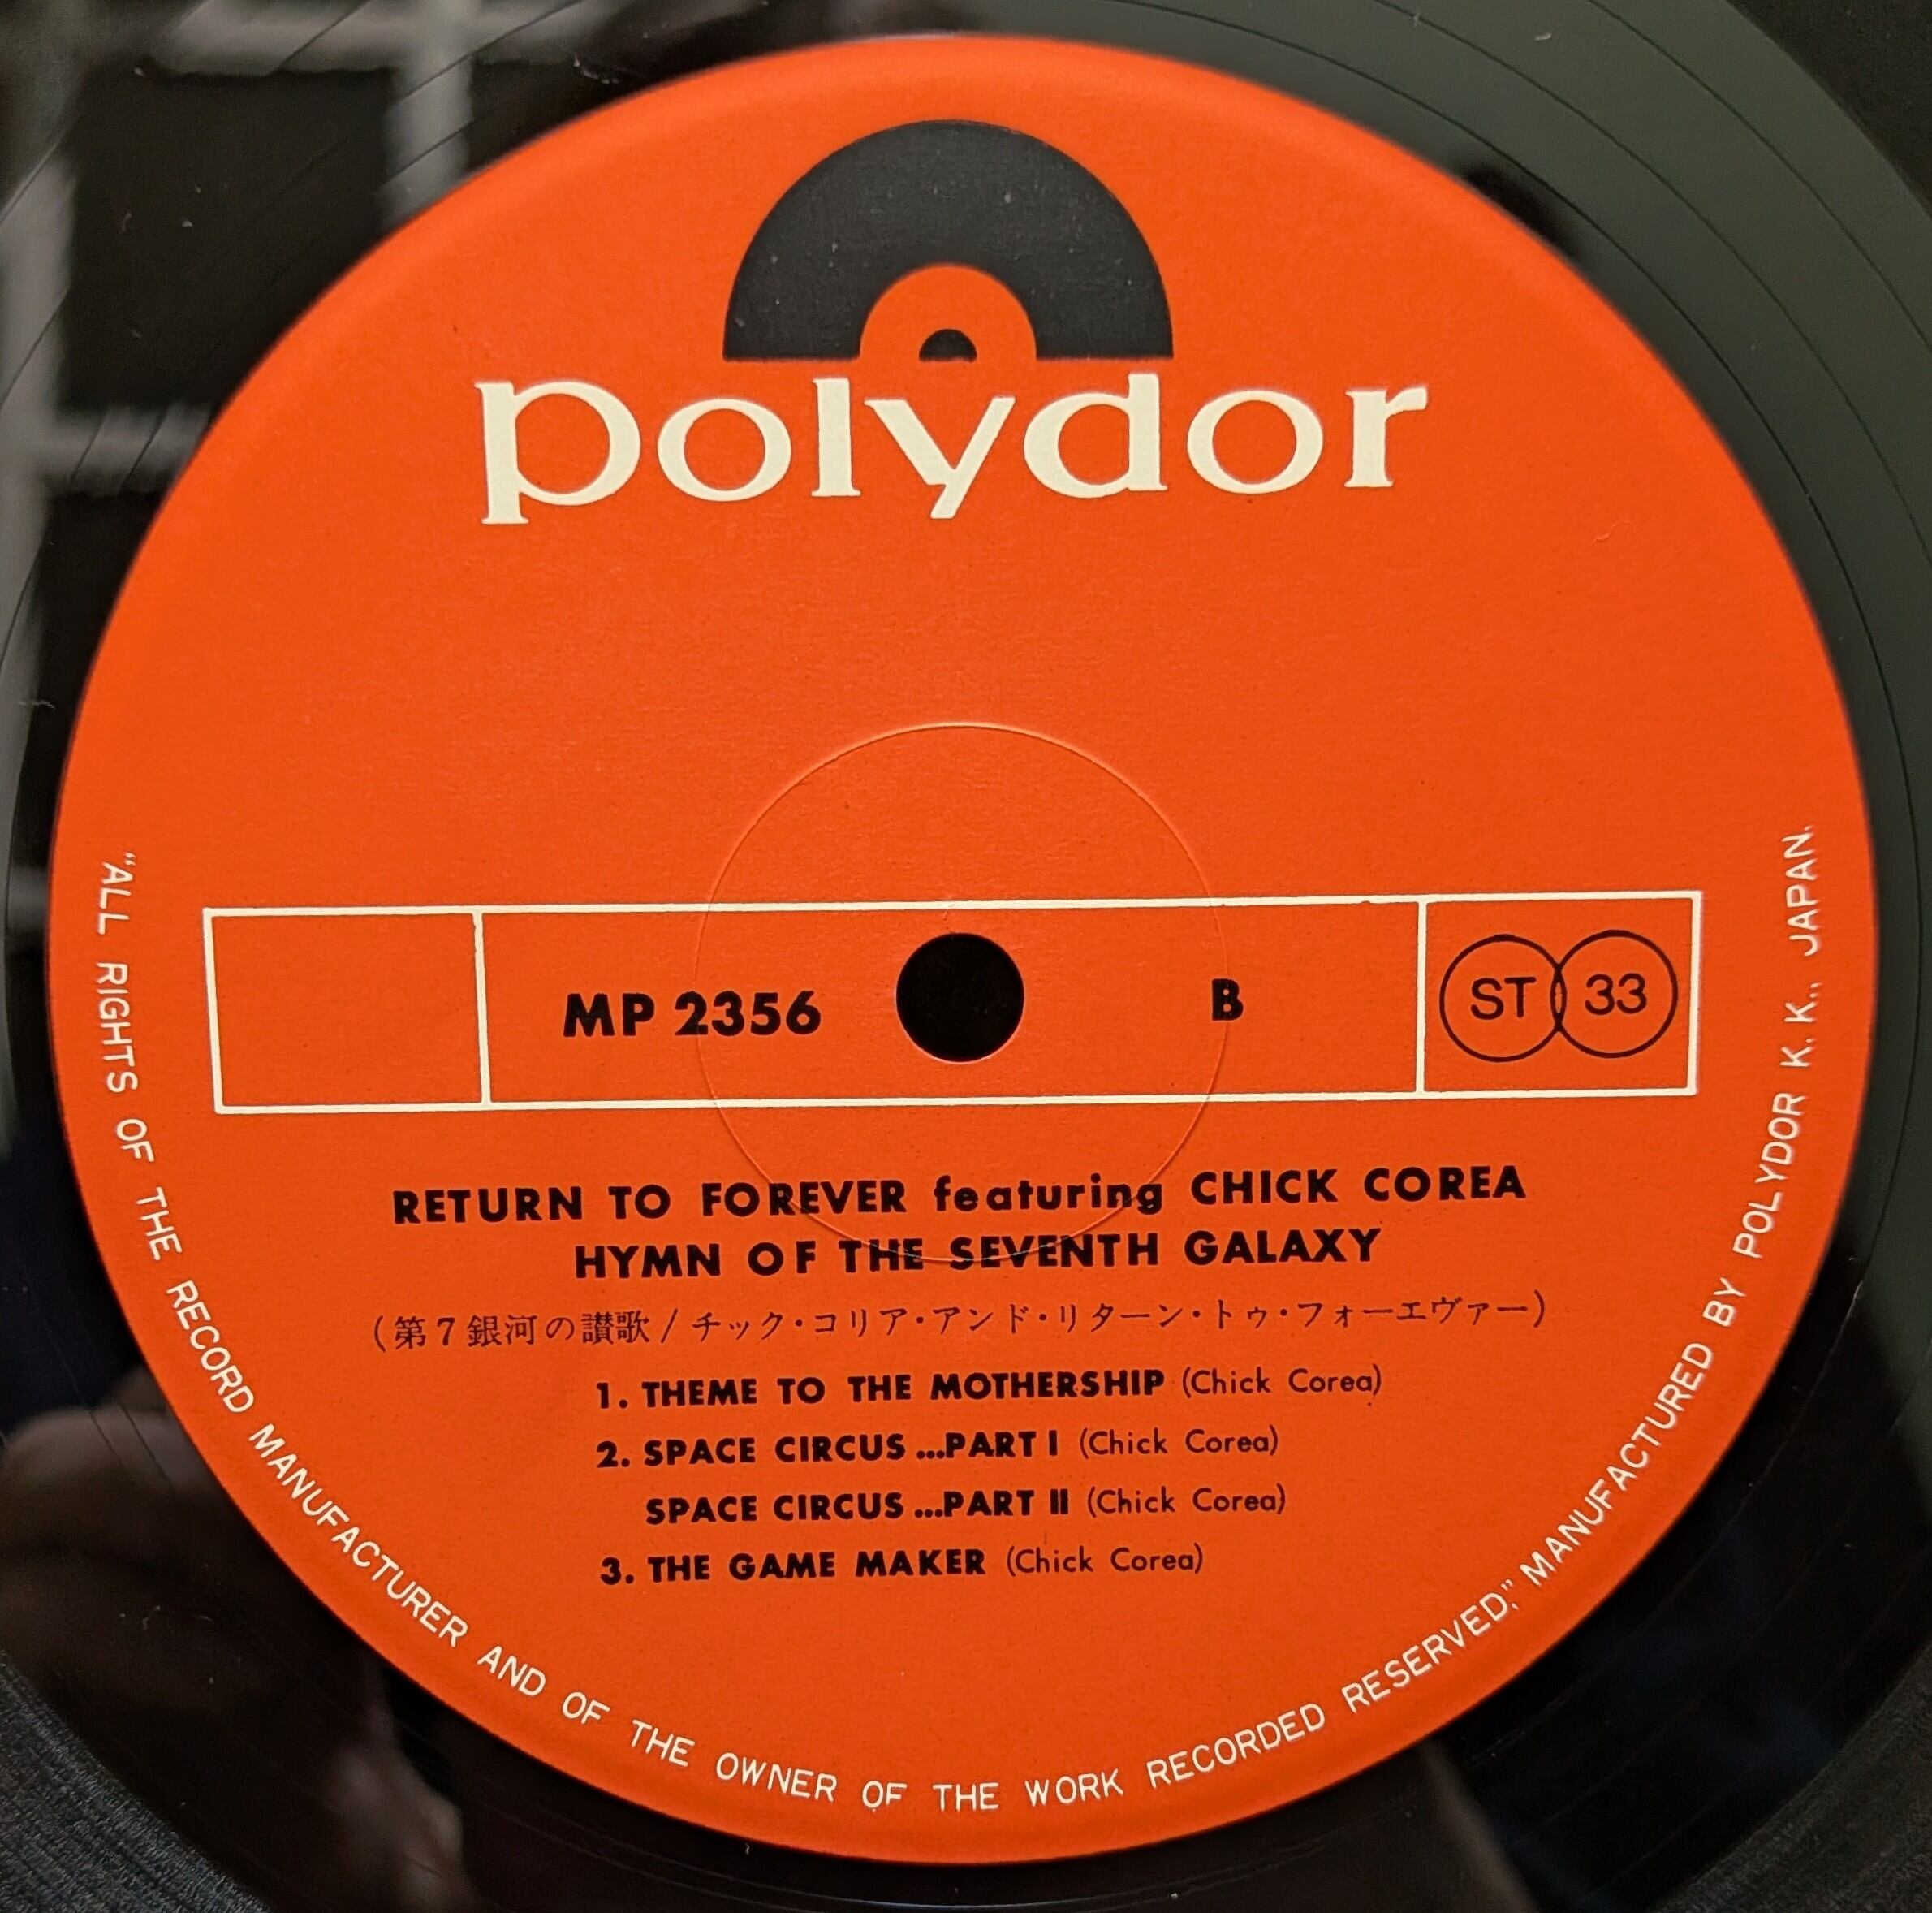 polydor
MP 2356 B ST 33
RETURN TO FOREVER featuring CHICK COREA
HYMN OF THE SEVENTH GALAXY
(第7銀河の讃歌/チック・コリア・アンド・リターン・トゥ・フォーエヴァー)
1. THEME TO THE MOTHERSHIP (Chick Corea)
2. SPACE CIRCUS...PART I (Chick Corea)
SPACE CIRCUS...PART II (Chick Corea)
3. THE GAME MAKER (Chick Corea)
"ALL RIGHTS OF THE RECORD MANUFACTURER AND OF THE OWNER OF THE WORK RECORDED RESERVED," MANUFACTURED BY POLYDOR K.K., JAPAN.